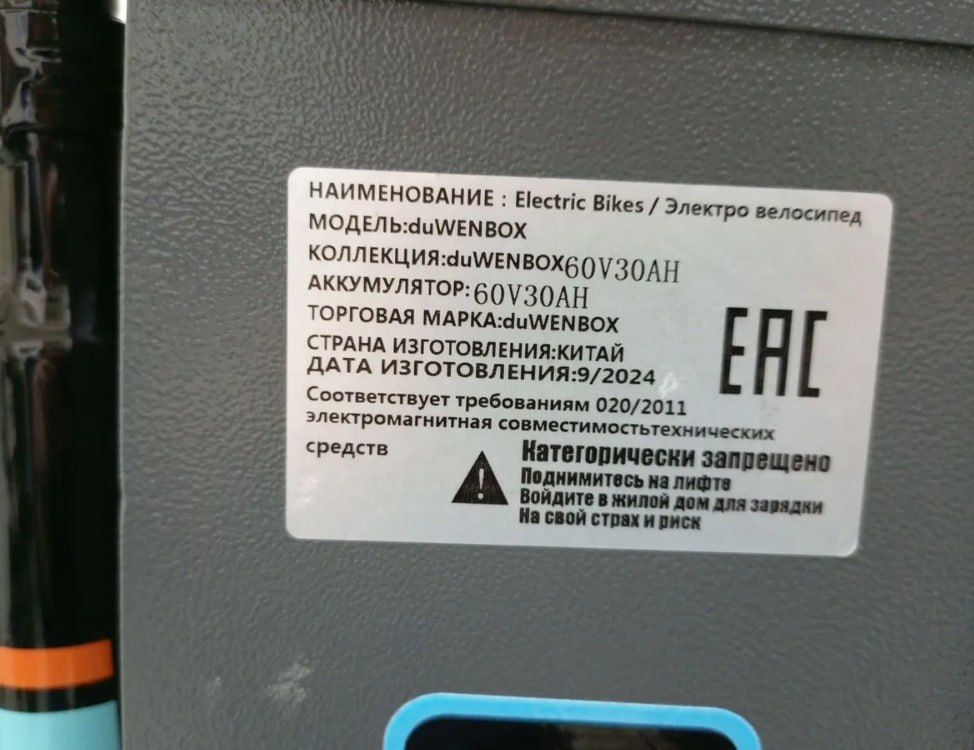 НАИМЕНОВАНИЕ : Electric Bikes / Электро велосипед
МОДЕЛЬ:duWENBOX
КОЛЛЕКЦИЯ:duWENBOX60V30AH
АККУМУЛЯТОР:60V30AH
ТОРГОВАЯ МАРКА:duWENBOX
СТРАНА ИЗГОТОВЛЕНИЯ:КИТАЙ
ДАТА ИЗГОТОВЛЕНИЯ:9/2024
EAC
Соответствует требованиям 020/2011
электромагнитная совместимостьтехнических
средств
Категорически запрещено
Поднимитесь на лифте
Войдите в жилой дом для зарядки
На свой страх и риск